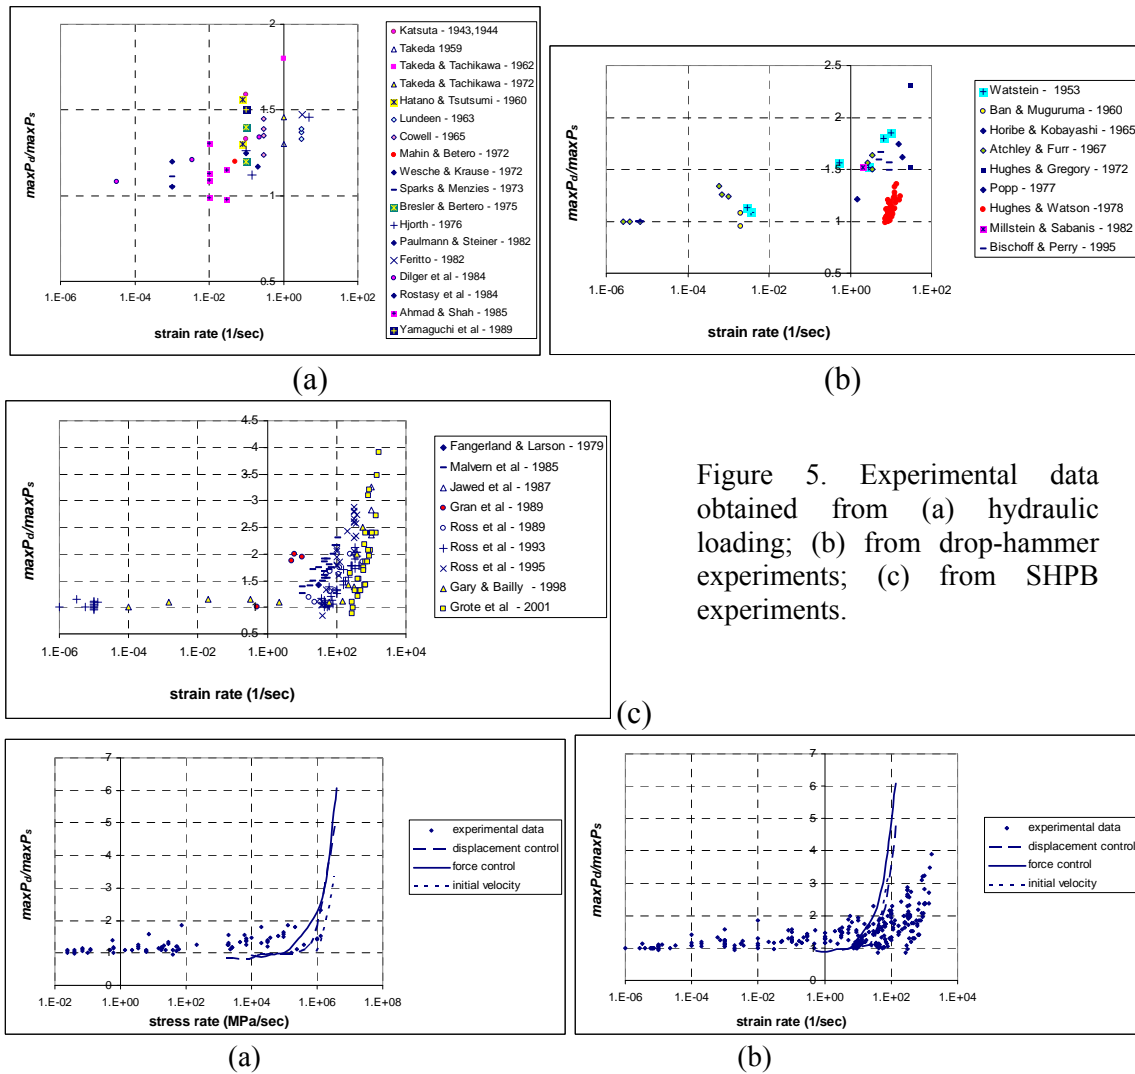 2
1.5
1
0.5
1.E-06 1.E-04 1.E-02 1.E+00 1.E+02
maxPd/maxPs
strain rate (1/sec)
Katsuta - 1943,1944
Takeda 1959
Takeda & Tachikawa - 1962
Takeda & Tachikawa - 1972
Hatano & Tsutsumi - 1960
Lundeen - 1963
Cowell - 1965
Mahin & Betero - 1972
Wesche & Krause - 1972
Sparks & Menzies - 1973
Bresler & Bertero - 1975
Hjorth - 1976
Paulmann & Steiner - 1982
Feritto - 1982
Dilger et al - 1984
Rostasy et al - 1984
Ahmad & Shah - 1985
Yamaguchi et al - 1989
(a)
2.5
2
1.5
1
0.5
1.E-06 1.E-04 1.E-02 1.E+00 1.E+02
maxPd/maxPs
strain rate (1/sec)
Watstein - 1953
Ban & Muguruma - 1960
Horibe & Kobayashi - 1965
Atchley & Furr - 1967
Hughes & Gregory - 1972
Popp - 1977
Hughes & Watson -1978
Millstein & Sabanis - 1982
Bischoff & Perry - 1995
(b)
4.5
4
3.5
3
2.5
2
1.5
1
0.5
1.E-06 1.E-04 1.E-02 1.E+00 1.E+02 1.E+04
maxPd/maxPs
strain rate (1/sec)
Fangerland & Larson - 1979
Malvern et al - 1985
Jawed et al - 1987
Gran et al - 1989
Ross et al - 1989
Ross et al - 1993
Ross et al - 1995
Gary & Bailly - 1998
Grote et al - 2001
(c)
Figure 5. Experimental data
obtained from (a) hydraulic
loading; (b) from drop-hammer
experiments; (c) from SHPB
experiments.
7
6
5
4
3
2
1
0
1.E-02 1.E+00 1.E+02 1.E+04 1.E+06 1.E+08
maxPd/maxPs
stress rate (MPa/sec)
experimental data
displacement control
force control
initial velocity
(a)
7
6
5
4
3
2
1
0
1.E-06 1.E-04 1.E-02 1.E+00 1.E+02 1.E+04
maxPd/maxPs
strain rate (1/sec)
experimental data
displacement control
force control
initial velocity
(b)